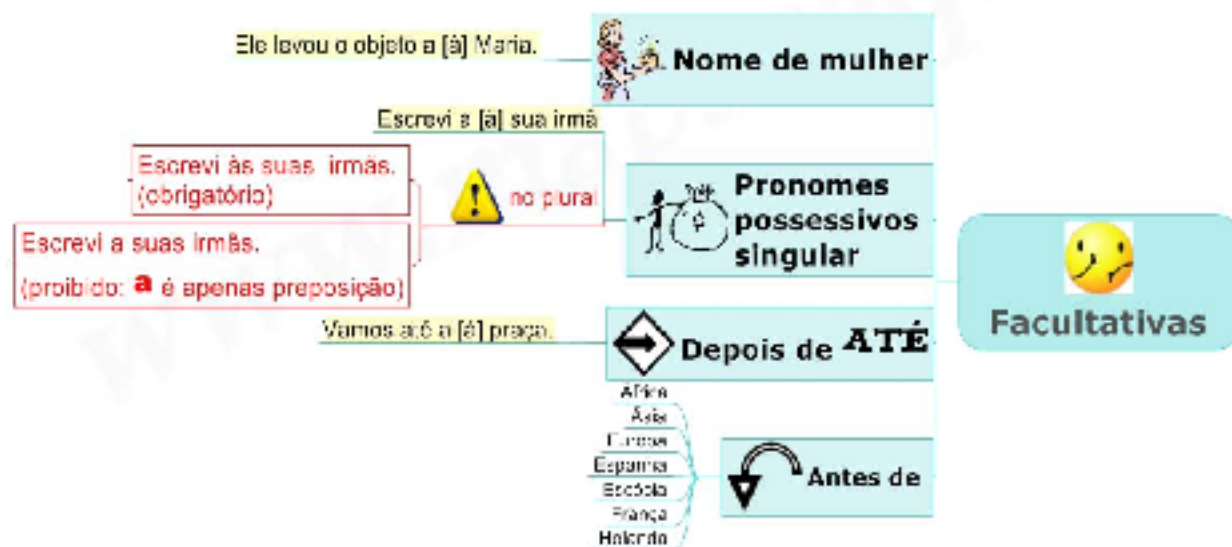 Ele levou o objeto a [à] Maria.
Nome de mulher
Escrevi a [à] sua irmã
Escrevi às suas irmãs.
(obrigatório)
no plural
Pronomes
possessivos
singular
Escrevi a suas irmãs.
(proibido: a é apenas preposição)
Facultativas
Vamos até a [à] praça.
Depois de ATÉ
África
Ásia
Europa
Espanha
Escócia
França
Holanda
Antes de